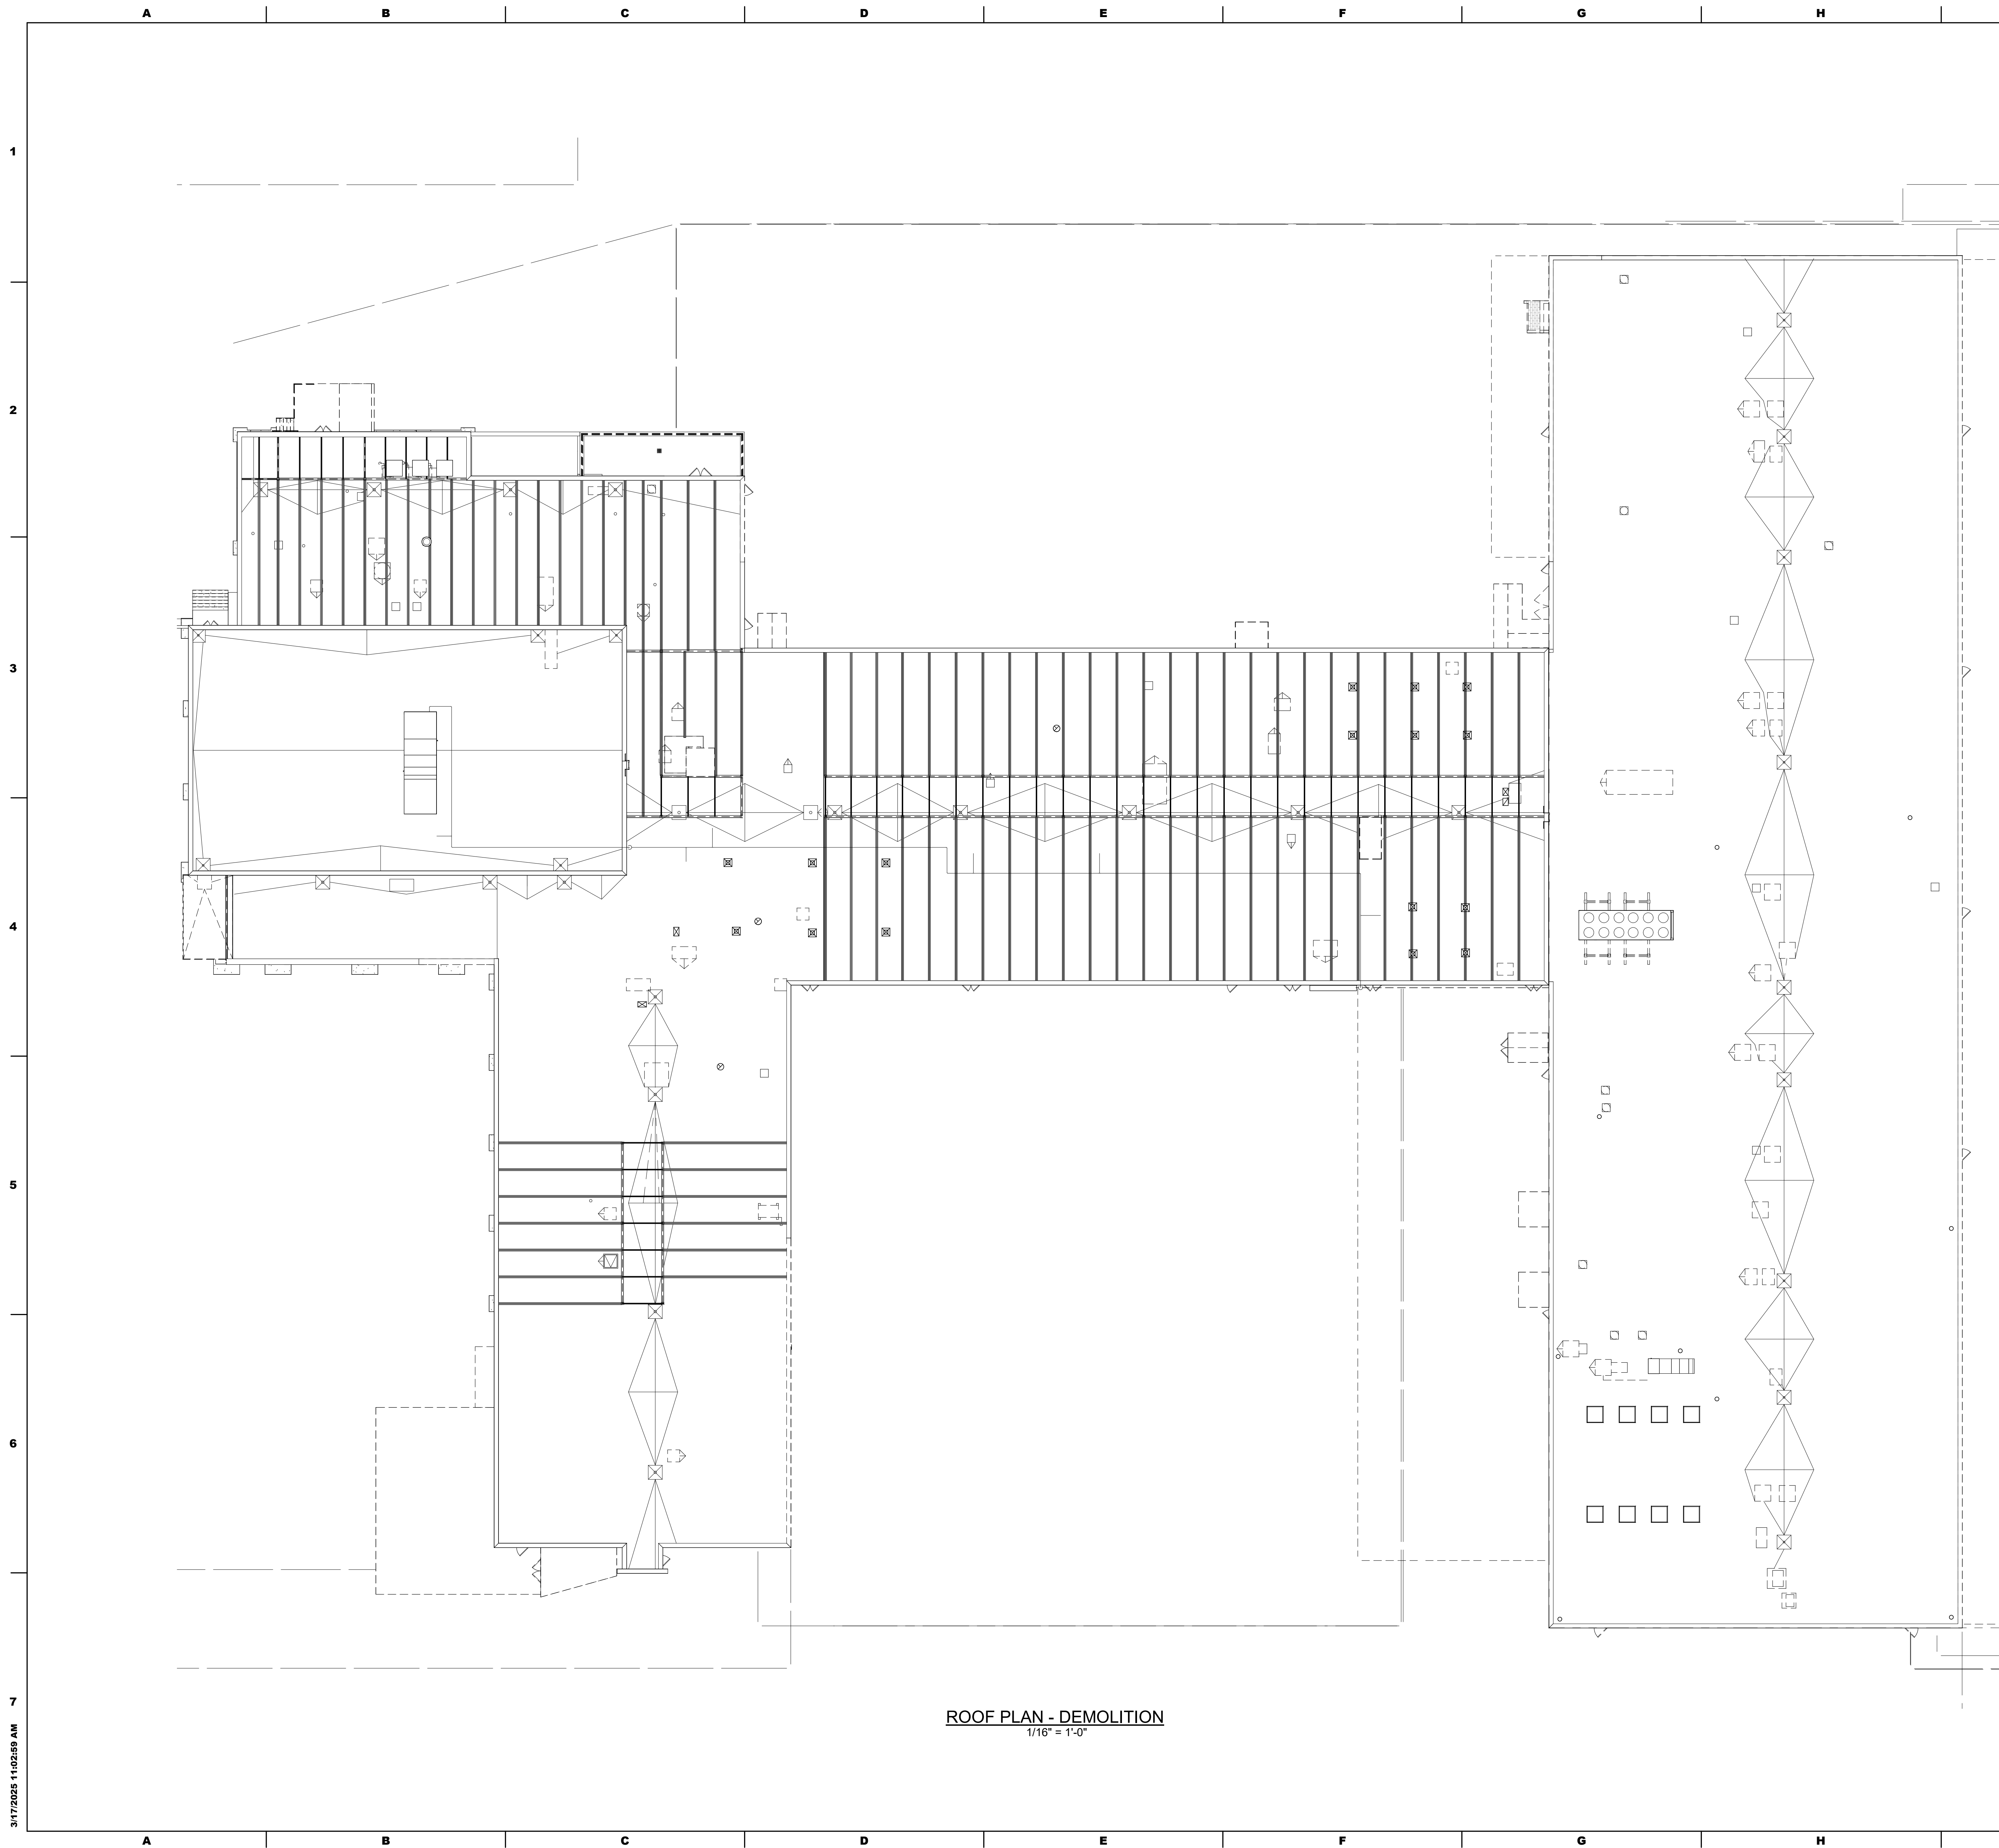 A B C D E F G H
1
2
3
4
5
6
7
ROOF PLAN - DEMOLITION
1/16" = 1'-0"
3/17/2025 11:02:59 AM
A B C D E F G H